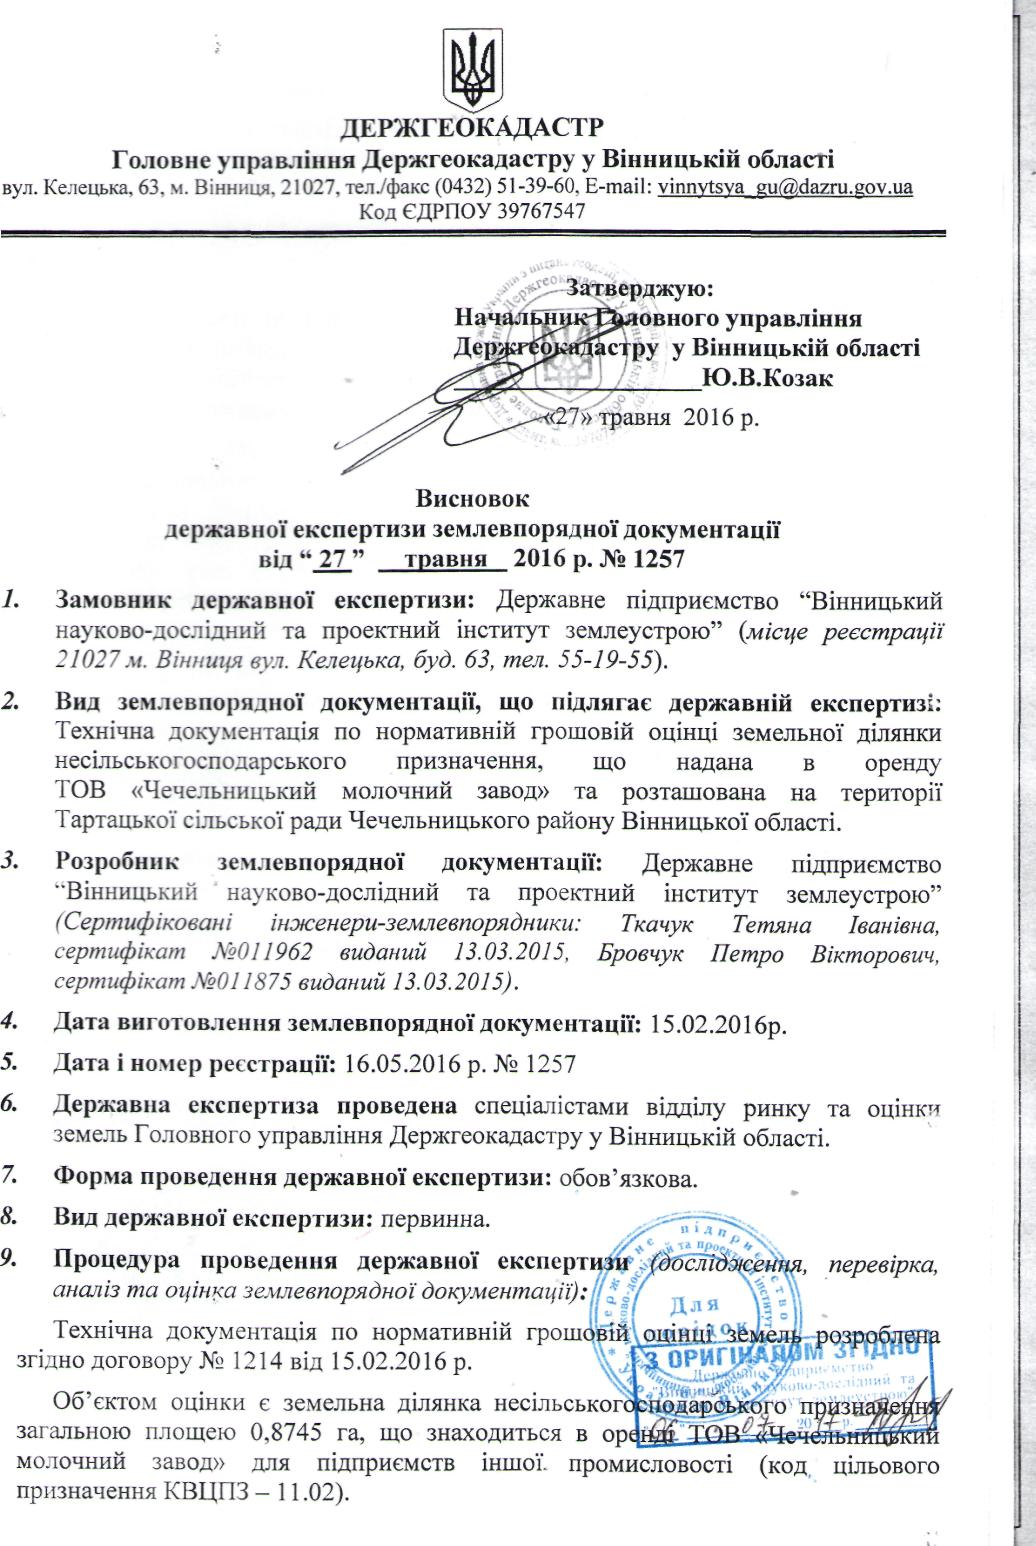 ДЕРЖГЕОКАДАСТР
Головне управління Держгеокадастру у Вінницькій області
вул. Келецька, 63, м. Вінниця, 21027, тел./факс (0432) 51-39-60, E-mail: vinnytsya_gu@dazru.gov.ua
Код ЄДРПОУ 39767547
Затверджую:
Начальник Головного управління
Держгеокадастру у Вінницькій області
Ю.В.Козак
«27» травня 2016 р.
Висновок
державної експертизи землевпорядної документації
від “ 27 ” травня 2016 р. № 1257
1. Замовник державної експертизи: Державне підприємство “Вінницький
науково-дослідний та проектний інститут землеустрою” (місце реєстрації
21027 м. Вінниця вул. Келецька, буд. 63, тел. 55-19-55).
2. Вид землевпорядної документації, що підлягає державній експертизі:
Технічна документація по нормативній грошовій оцінці земельної ділянки
несільськогосподарського призначення, що надана в оренду
ТОВ «Чечельницький молочний завод» та розташована на території
Тартацької сільської ради Чечельницького району Вінницької області.
3. Розробник землевпорядної документації: Державне підприємство
“Вінницький науково-дослідний та проектний інститут землеустрою”
(Сертифіковані інженери-землевпорядники: Ткачук Тетяна Іванівна,
сертифікат №011962 виданий 13.03.2015, Бровчук Петро Вікторович,
сертифікат №011875 виданий 13.03.2015).
4. Дата виготовлення землевпорядної документації: 15.02.2016р.
5. Дата і номер реєстрації: 16.05.2016 р. № 1257
6. Державна експертиза проведена спеціалістами відділу ринку та оцінки
земель Головного управління Держгеокадастру у Вінницькій області.
7. Форма проведення державної експертизи: обов’язкова.
8. Вид державної експертизи: первинна.
9. Процедура проведення державної експертизи (дослідження, перевірка,
аналіз та оцінка землевпорядної документації):
Для
довідок
Технічна документація по нормативній грошовій оцінці земель розроблена
згідно договору № 1214 від 15.02.2016 р.
З ОРИГІНАЛОМ ЗГІДНО
Державне підприємство
"Вінницький науково-дослідний та
Об’єктом оцінки є земельна ділянка несільськогосподарського призначення
загальною площею 0,8745 га, що знаходиться в оренді ТОВ «Чечельницький
молочний завод» для підприємств іншої промисловості (код цільового
призначення КВЦПЗ – 11.02).